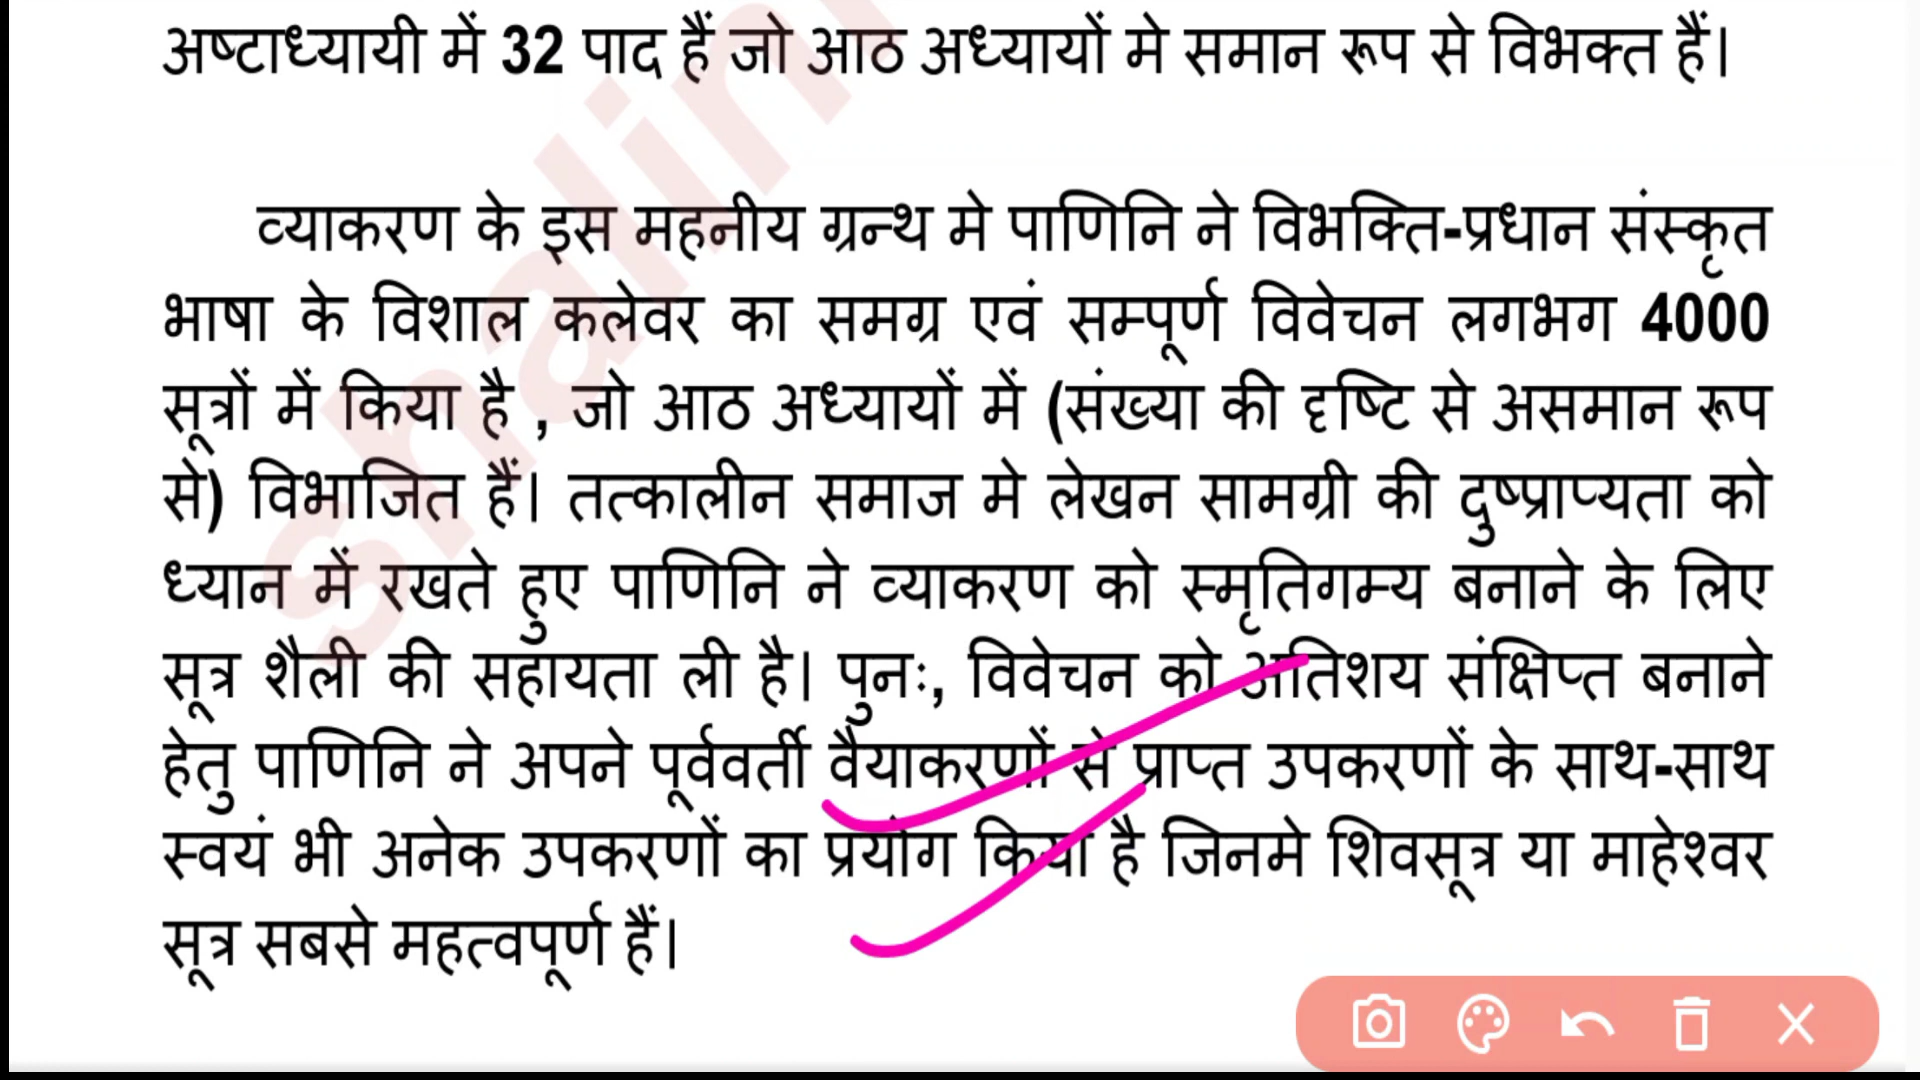 अष्टाध्यायी में 32 पाद हैं जो आठ अध्यायों मे समान रूप से विभक्त हैं।
व्याकरण के इस महनीय ग्रन्थ मे पाणिनि ने विभक्ति-प्रधान संस्कृत
भाषा के विशाल कलेवर का समग्र एवं सम्पूर्ण विवेचन लगभग 4000
सूत्रों में किया है , जो आठ अध्यायों में (संख्या की दृष्टि से असमान रूप
से) विभाजित हैं। तत्कालीन समाज मे लेखन सामग्री की दुष्प्राप्यता को
ध्यान में रखते हुए पाणिनि ने व्याकरण को स्मृतिगम्य बनाने के लिए
सूत्र शैली की सहायता ली है। पुनः, विवेचन को अतिशय संक्षिप्त बनाने
हेतु पाणिनि ने अपने पूर्ववर्ती वैयाकरणों से प्राप्त उपकरणों के साथ-साथ
स्वयं भी अनेक उपकरणों का प्रयोग किया है जिनमे शिवसूत्र या माहेश्वर
सूत्र सबसे महत्वपूर्ण हैं।
shalin